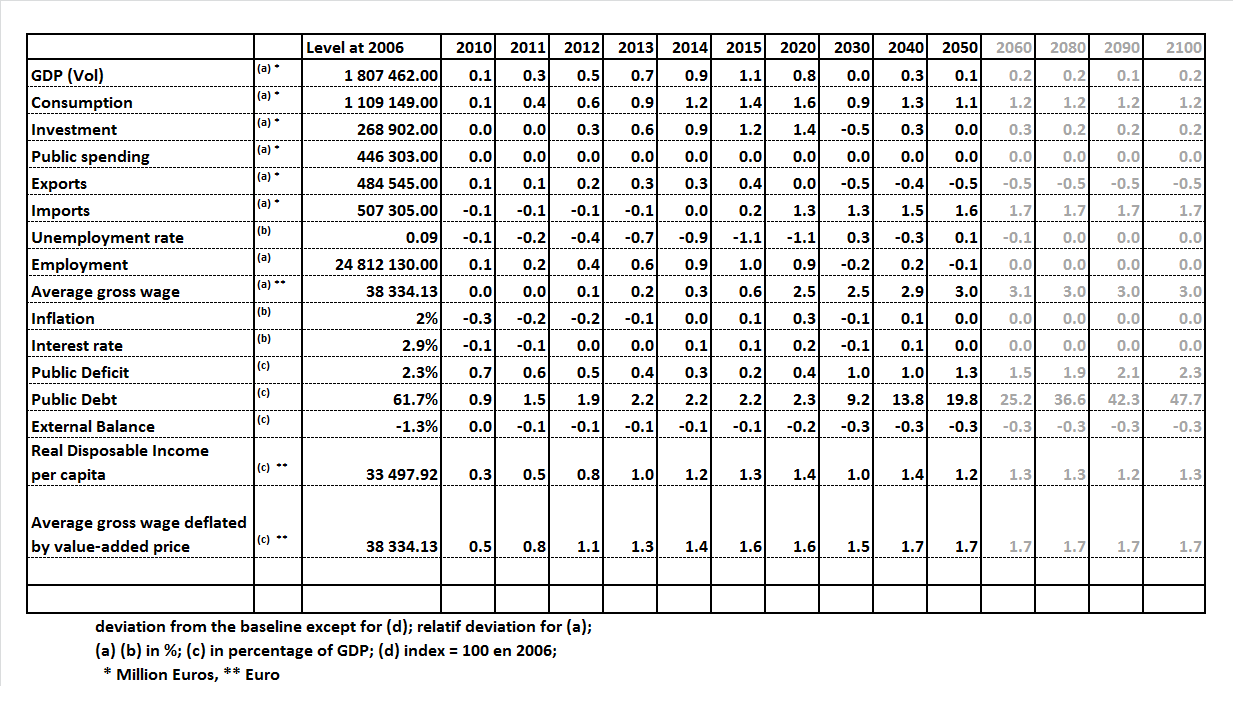 Level at 2006 2010 2011 2012 2013 2014 2015 2020 2030 2040 2050 2060 2080 2090 2100
GDP (Vol) (a) * 1 807 462.00 0.1 0.3 0.5 0.7 0.9 1.1 0.8 0.0 0.3 0.1 0.2 0.2 0.1 0.2
Consumption (a) * 1 109 149.00 0.1 0.4 0.6 0.9 1.2 1.4 1.6 0.9 1.3 1.1 1.2 1.2 1.2 1.2
Investment (a) * 268 902.00 0.0 0.0 0.3 0.6 0.9 1.2 1.4 -0.5 0.3 0.0 0.3 0.2 0.2 0.2
Public spending (a) * 446 303.00 0.0 0.0 0.0 0.0 0.0 0.0 0.0 0.0 0.0 0.0 0.0 0.0 0.0 0.0
Exports (a) * 484 545.00 0.1 0.1 0.2 0.3 0.3 0.4 0.0 -0.5 -0.4 -0.5 -0.5 -0.5 -0.5 -0.5
Imports (a) * 507 305.00 -0.1 -0.1 -0.1 -0.1 0.0 0.2 1.3 1.3 1.5 1.6 1.7 1.7 1.7 1.7
Unemployment rate (b) 0.09 -0.1 -0.2 -0.4 -0.7 -0.9 -1.1 -1.1 0.3 -0.3 0.1 -0.1 0.0 0.0 0.0
Employment (a) 24 812 130.00 0.1 0.2 0.4 0.6 0.9 1.0 0.9 -0.2 0.2 -0.1 0.0 0.0 0.0 0.0
Average gross wage (a) ** 38 334.13 0.0 0.0 0.1 0.2 0.3 0.6 2.5 2.5 2.9 3.0 3.1 3.0 3.0 3.0
Inflation (b) 2% -0.3 -0.2 -0.2 -0.1 0.0 0.1 0.3 -0.1 0.1 0.0 0.0 0.0 0.0 0.0
Interest rate (b) 2.9% -0.1 -0.1 0.0 0.0 0.1 0.1 0.2 -0.1 0.1 0.0 0.0 0.0 0.0 0.0
Public Deficit (c) 2.3% 0.7 0.6 0.5 0.4 0.3 0.2 0.4 1.0 1.0 1.3 1.5 1.9 2.1 2.3
Public Debt (c) 61.7% 0.9 1.5 1.9 2.2 2.2 2.2 2.3 9.2 13.8 19.8 25.2 36.6 42.3 47.7
External Balance (c) -1.3% 0.0 -0.1 -0.1 -0.1 -0.1 -0.1 -0.2 -0.3 -0.3 -0.3 -0.3 -0.3 -0.3 -0.3
Real Disposable Income
per capita (c) ** 33 497.92 0.3 0.5 0.8 1.0 1.2 1.3 1.4 1.0 1.4 1.2 1.3 1.3 1.2 1.3
Average gross wage deflated
by value-added price (c) ** 38 334.13 0.5 0.8 1.1 1.3 1.4 1.6 1.6 1.5 1.7 1.7 1.7 1.7 1.7 1.7
deviation from the baseline except for (d); relatif deviation for (a);
(a) (b) in %; (c) in percentage of GDP; (d) index = 100 en 2006;
* Million Euros, ** Euro